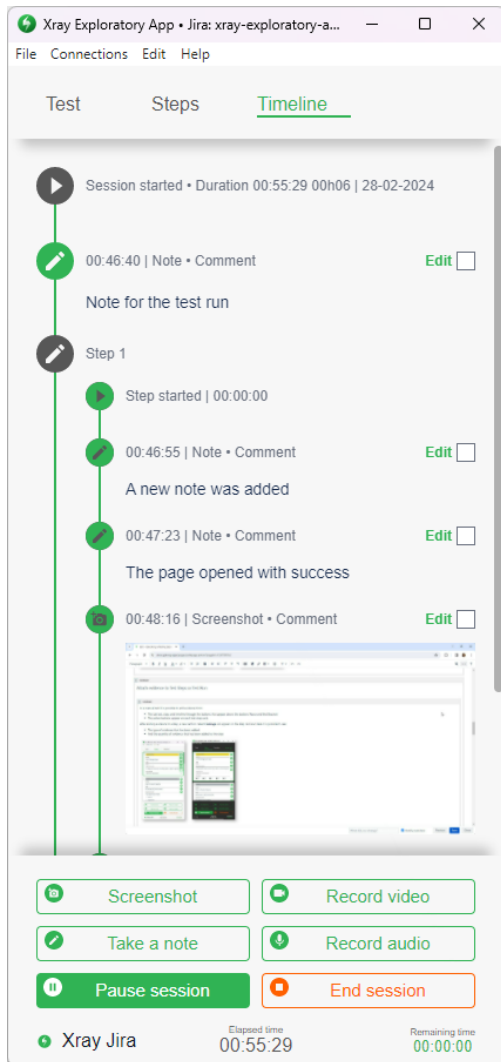 Xray Exploratory App • Jira: xray-exploratory-a...
File Connections Edit Help
Test Steps Timeline
Session started • Duration 00:55:29 00h06 | 28-02-2024
00:46:40 | Note • Comment Edit
Note for the test run
Step 1
Step started | 00:00:00
00:46:55 | Note • Comment Edit
A new note was added
00:47:23 | Note • Comment Edit
The page opened with success
00:48:16 | Screenshot • Comment Edit
Screenshot Record video
Take a note Record audio
Pause session End session
Xray Jira
Elapsed time
00:55:29
Remaining time
00:00:00